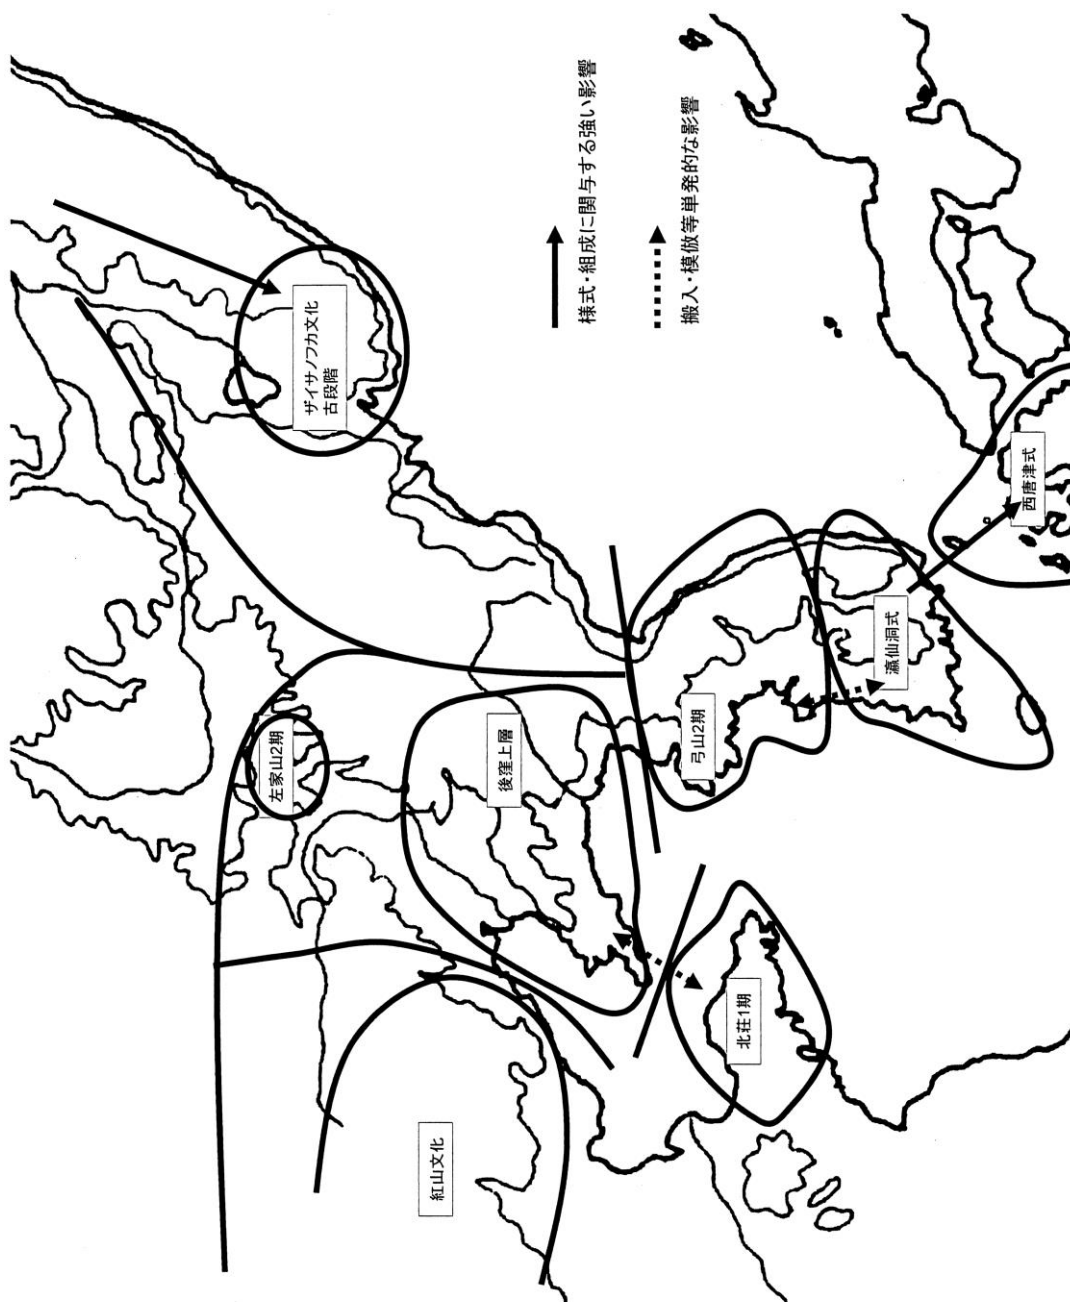 様式・組成に関与する強い影響
搬入・模倣等単発的な影響
ザイサノフカ文化
古段階
左家山2期
後窪上層
紅山文化
弓山2期
北荘1期
瀛仙洞式
西唐津式